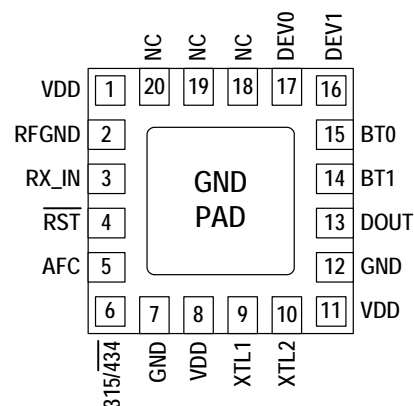 NC
NC
NC
DEV0
DEV1
VDD 1 20 19 18 17 16
RFGND 2 15 BT0
RX_IN 3 GND 14 BT1
RST 4 PAD 13 DOUT
AFC 5 12 GND
6 7 8 9 10 11 VDD
315/434
GND
VDD
XTL1
XTL2